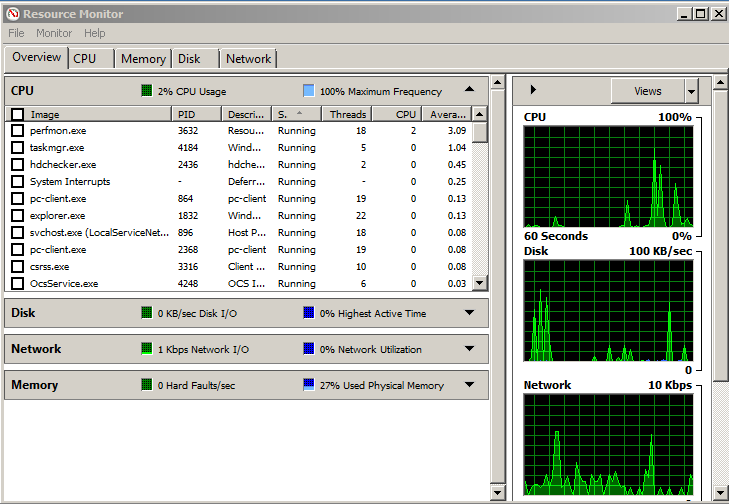 Resource Monitor
File Monitor Help
Overview CPU Memory Disk Network
CPU 2% CPU Usage 100% Maximum Frequency
Image PID Descri... S. Threads CPU Avera...
perfmon.exe 3632 Resou... Running 18 2 3.09
taskmgr.exe 4184 Wind... Running 5 0 1.04
hdchecker.exe 2436 hdche... Running 2 0 0.45
System Interrupts - Deferr... Running - 0 0.25
pc-client.exe 864 pc-client Running 19 0 0.13
explorer.exe 1832 Wind... Running 22 0 0.13
svchost.exe (LocalServiceNet... 896 Host P... Running 18 0 0.08
pc-client.exe 2368 pc-client Running 19 0 0.08
csrss.exe 3316 Client ... Running 10 0 0.08
OcsService.exe 4248 OCS I... Running 6 0 0.03
Disk 0 KB/sec Disk I/O 0% Highest Active Time
Network 1 Kbps Network I/O 0% Network Utilization
Memory 0 Hard Faults/sec 27% Used Physical Memory
Views
CPU 100%
60 Seconds 0%
Disk 100 KB/sec
0
Network 10 Kbps